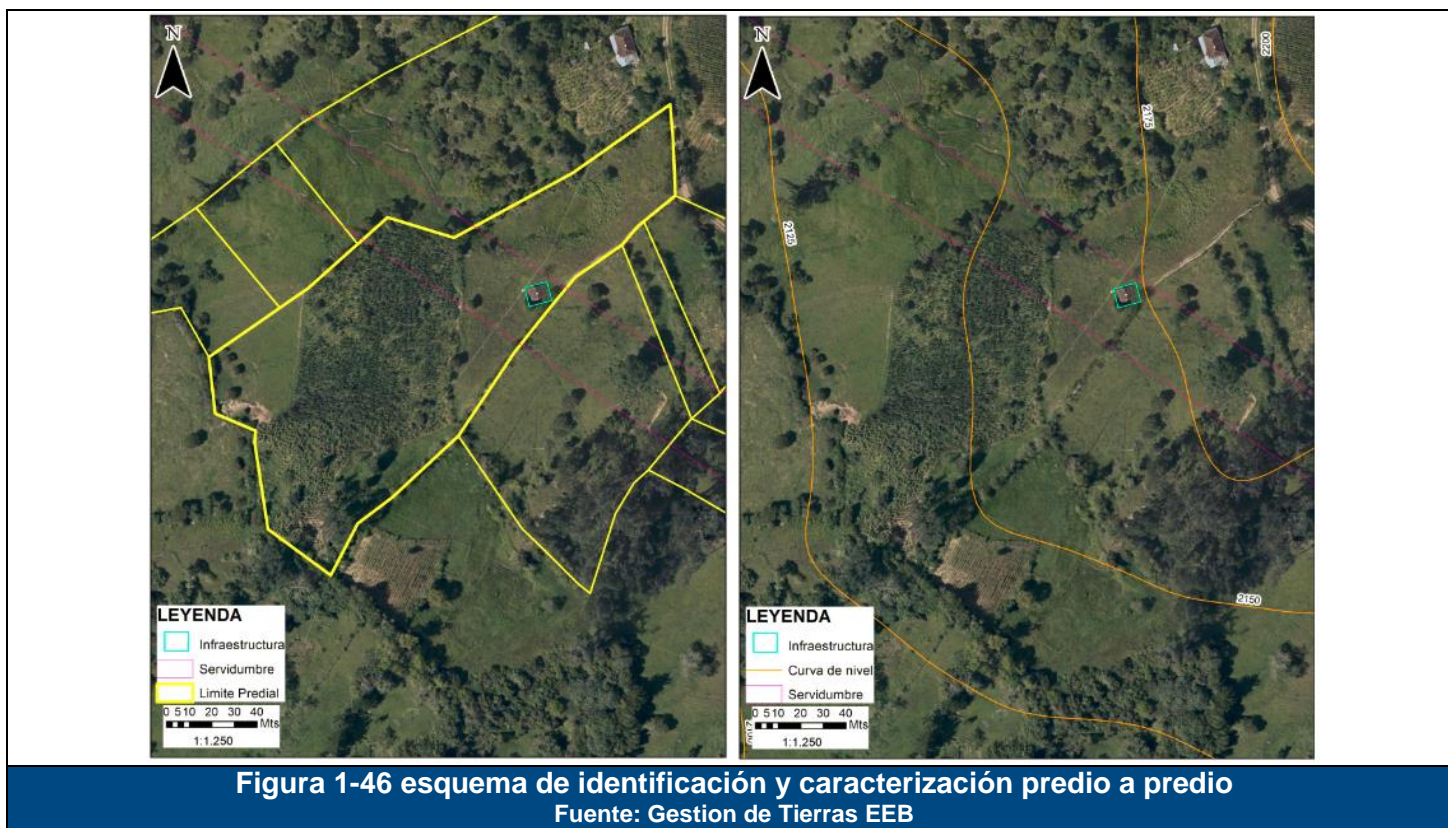 N
LEYENDA
Infraestructura
Servidumbre
Limite Predial
0 5 10 20 30 40
Mts
1:1.250
N
2200
2175
2125
2150
LEYENDA
Infraestructura
Curva de nivel
Servidumbre
0 5 10 20 30 40
Mts
1:1.250
Figura 1-46 esquema de identificación y caracterización predio a predio
Fuente: Gestion de Tierras EEB